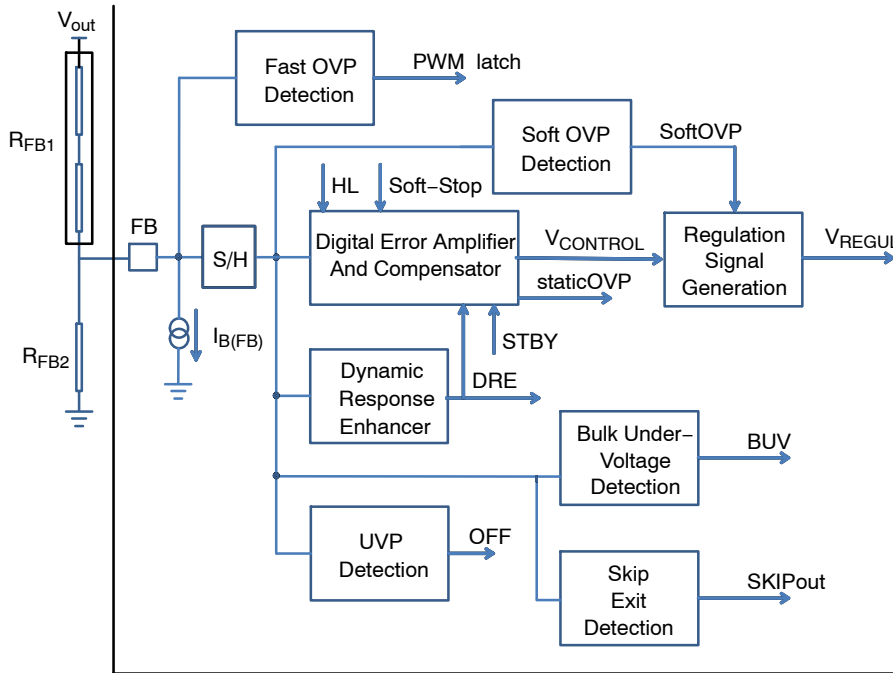 Vout
RFB1
FB
RFB2
IB(FB)
S/H
Fast OVP
Detection
PWM latch
Soft OVP
Detection
SoftOVP
HL
Soft−Stop
Digital Error Amplifier
And Compensator
VCONTROL
staticOVP
STBY
Regulation
Signal
Generation
VREGUL
Dynamic
Response
Enhancer
DRE
Bulk Under−
Voltage
Detection
BUV
UVP
Detection
OFF
Skip
Exit
Detection
SKIPout